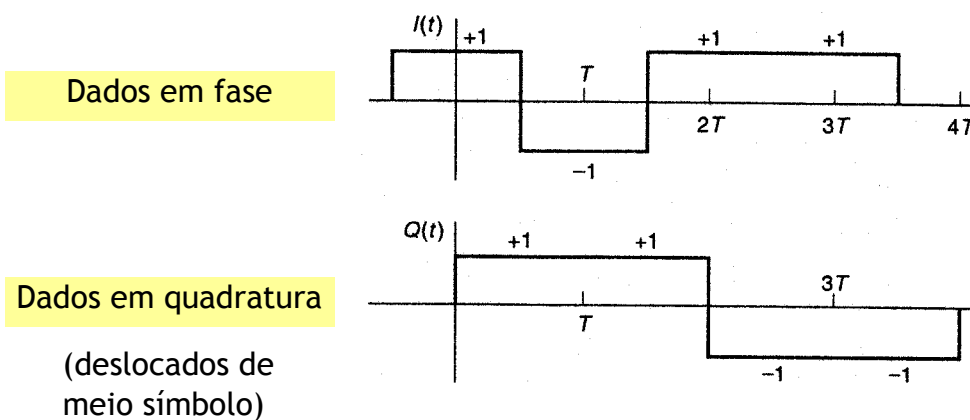 I(t)
+1
+1
+1
T
Dados em fase
2T
3T
4T
−1
Q(t)
+1
+1
Dados em quadratura
3T
T
(deslocados de
meio símbolo)
−1
−1